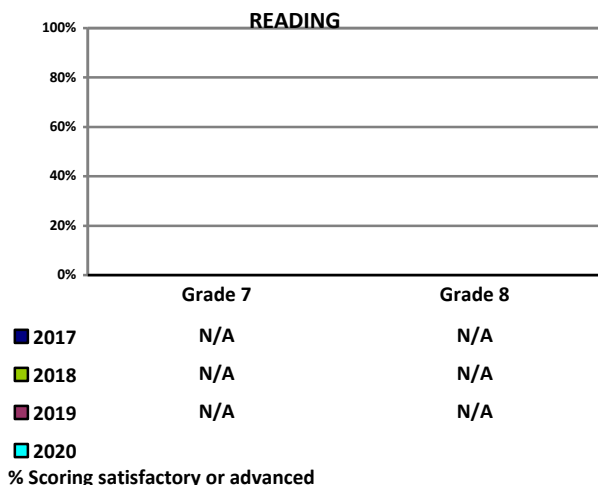 READING
100%
80%
60%
40%
20%
0%
Grade 7 Grade 8
2017 N/A N/A
2018 N/A N/A
2019 N/A N/A
2020
% Scoring satisfactory or advanced